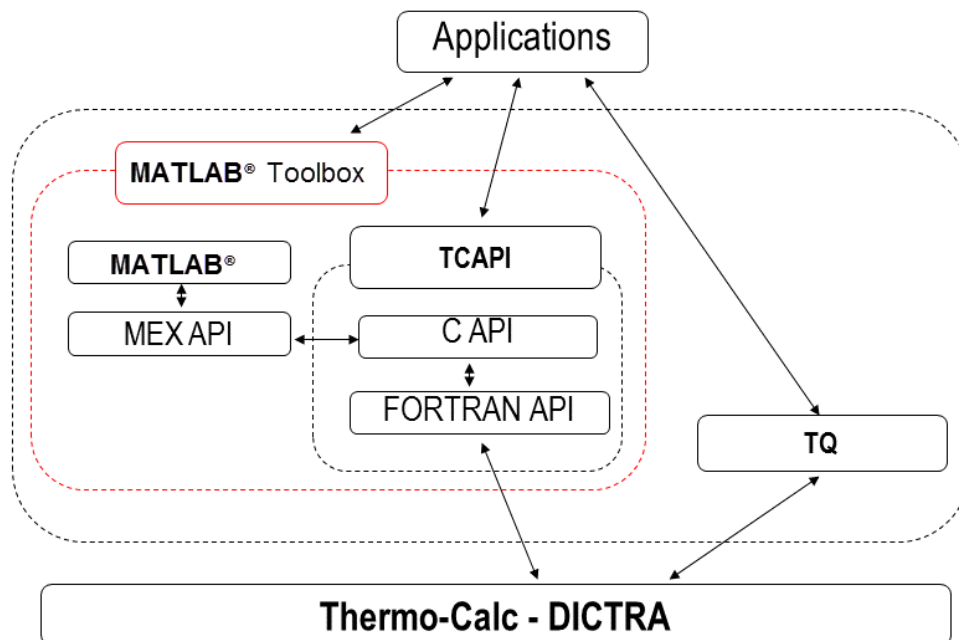 Applications
MATLAB® Toolbox
TCAPI
MATLAB®
MEX API
C API
FORTRAN API
TQ
Thermo-Calc - DICTRA